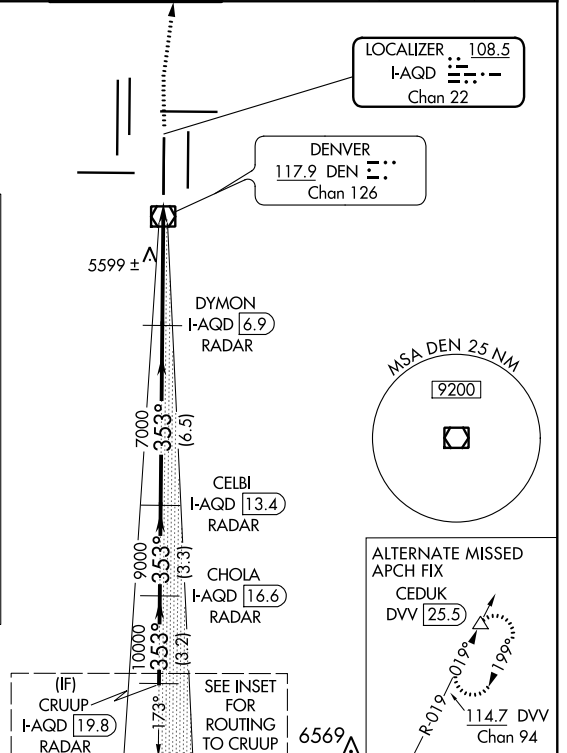 LOCALIZER 108.5
I-AQD
Chan 22
DENVER
117.9 DEN
Chan 126
5599 ±
DYMON
I-AQD 6.9
RADAR
MSA DEN 25 NM
9200
7000
353°
(6.5)
CELBI
I-AQD 13.4
RADAR
9000
353°
(3.3)
CHOLA
I-AQD 16.6
RADAR
10000
353°
(3.2)
ALTERNATE MISSED
APCH FIX
CEDUK
DVV 25.5
019°
199°
R-019
114.7 DVV
Chan 94
(IF)
CRUUP
I-AQD 19.8
RADAR
173°
SEE INSET
FOR
ROUTING
TO CRUUP
6569